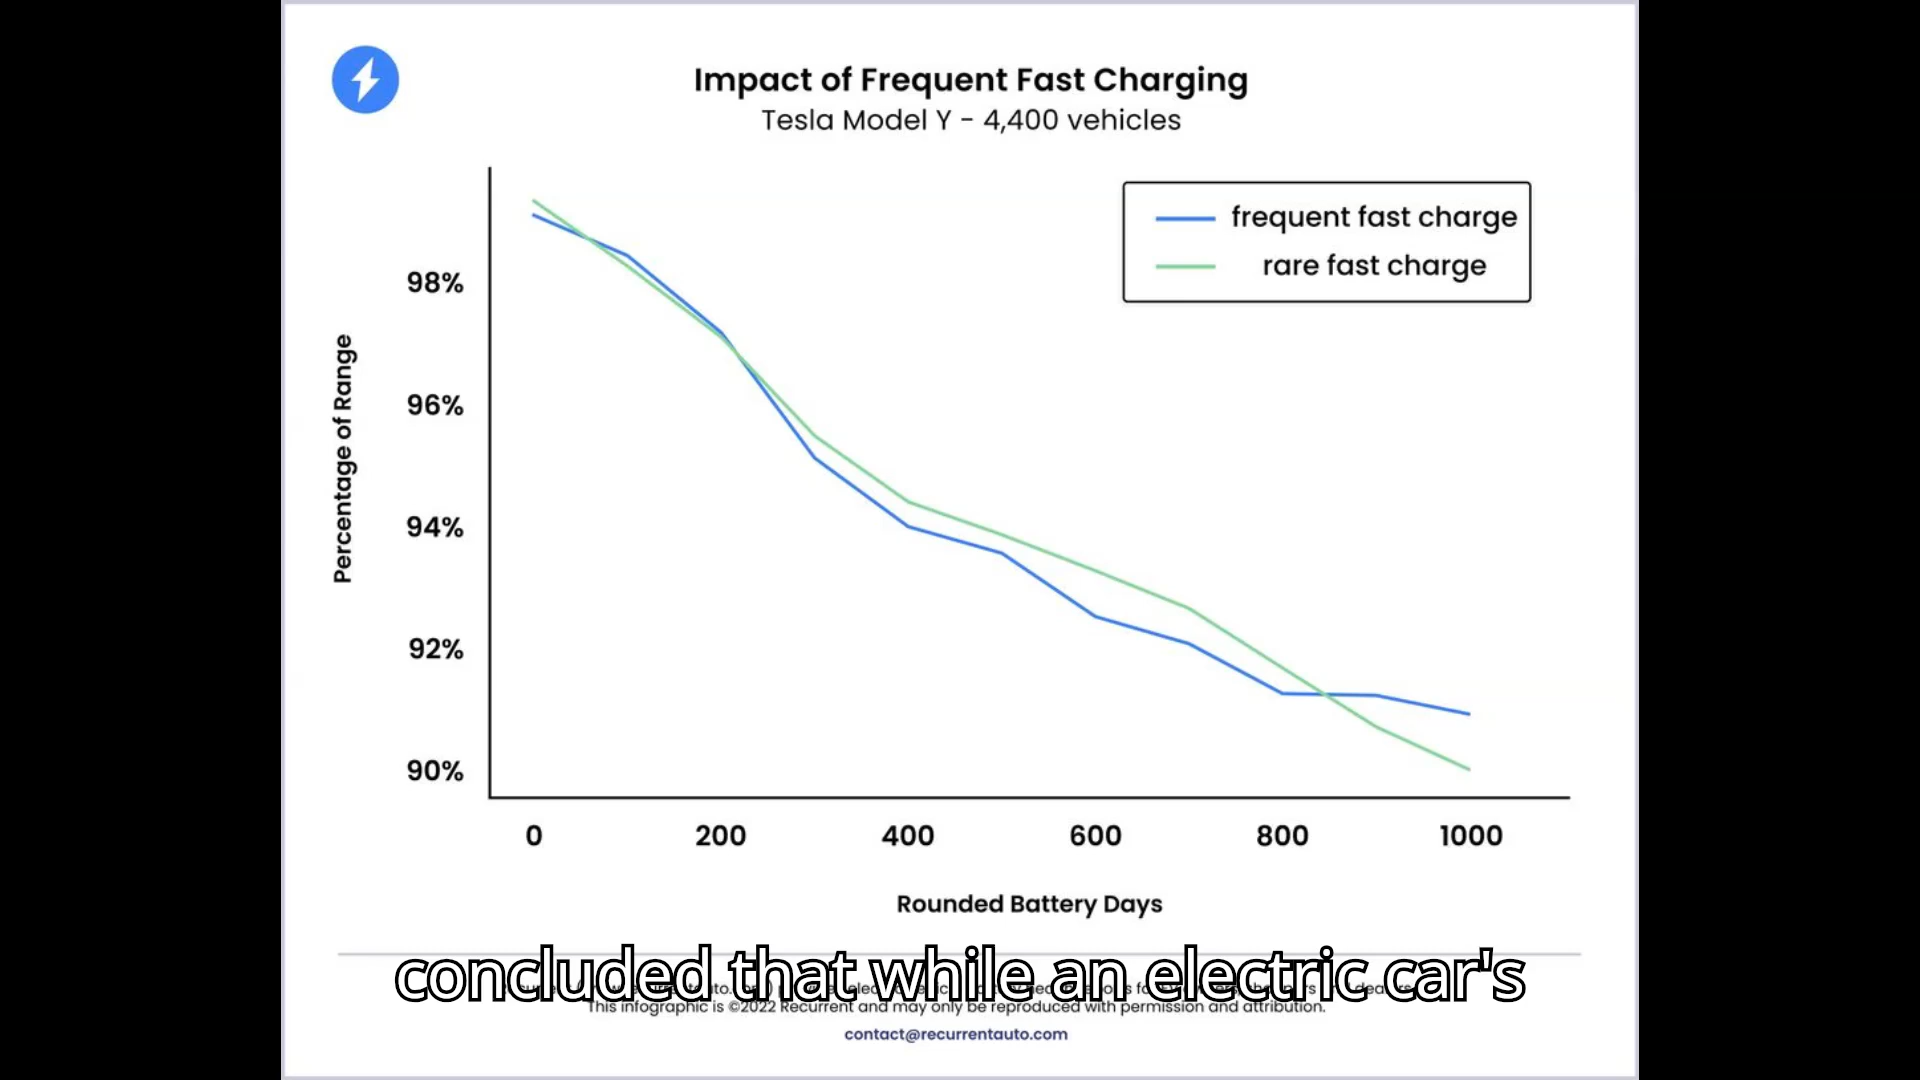 Impact of Frequent Fast Charging
Tesla Model Y - 4,400 vehicles
frequent fast charge
rare fast charge
98%
96%
94%
92%
90%
Percentage of Range
0 200 400 600 800 1000
Rounded Battery Days
concluded that while an electric car's
This infographic is ©2022 Recurrent and may only be reproduced with permission and attribution.
contact@recurrentauto.com